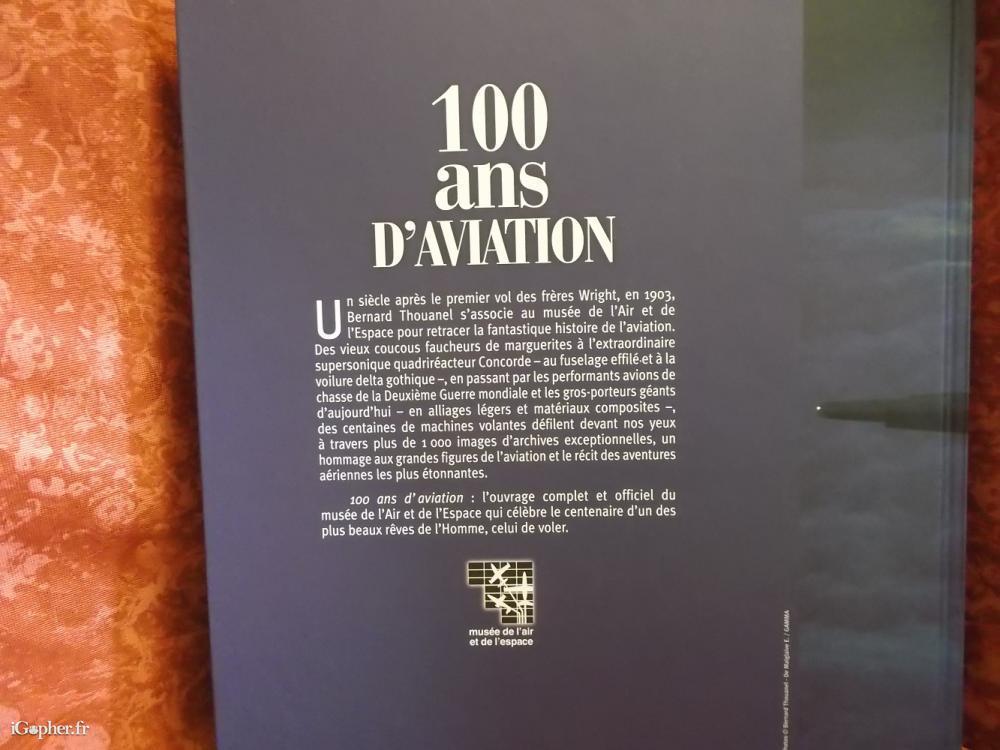 100
ans
D'AVIATION
Un siècle après le premier vol des frères Wright, en 1903,
Bernard Thouanel s'associe au musée de l'Air et de
l'Espace pour retracer la fantastique histoire de l'aviation.
Des vieux coucous faucheurs de marguerites à l'extraordinaire
supersonique quadriréacteur Concorde – au fuselage effilé et à la
voilure delta gothique –, en passant par les performants avions de
chasse de la Deuxième Guerre mondiale et les gros-porteurs géants
d'aujourd'hui – en alliages légers et matériaux composites –,
des centaines de machines volantes défilent devant nos yeux
à travers plus de 1 000 images d'archives exceptionnelles, un
hommage aux grandes figures de l'aviation et le récit des aventures
aériennes les plus étonnantes.
100 ans d'aviation : l'ouvrage complet et officiel du
musée de l'Air et de l'Espace qui célèbre le centenaire d'un des
plus beaux rêves de l'Homme, celui de voler.
musée de l'air
et de l'espace
© Bernard Thouanel - De Malglaive E. / GAMMA
iGopher.fr